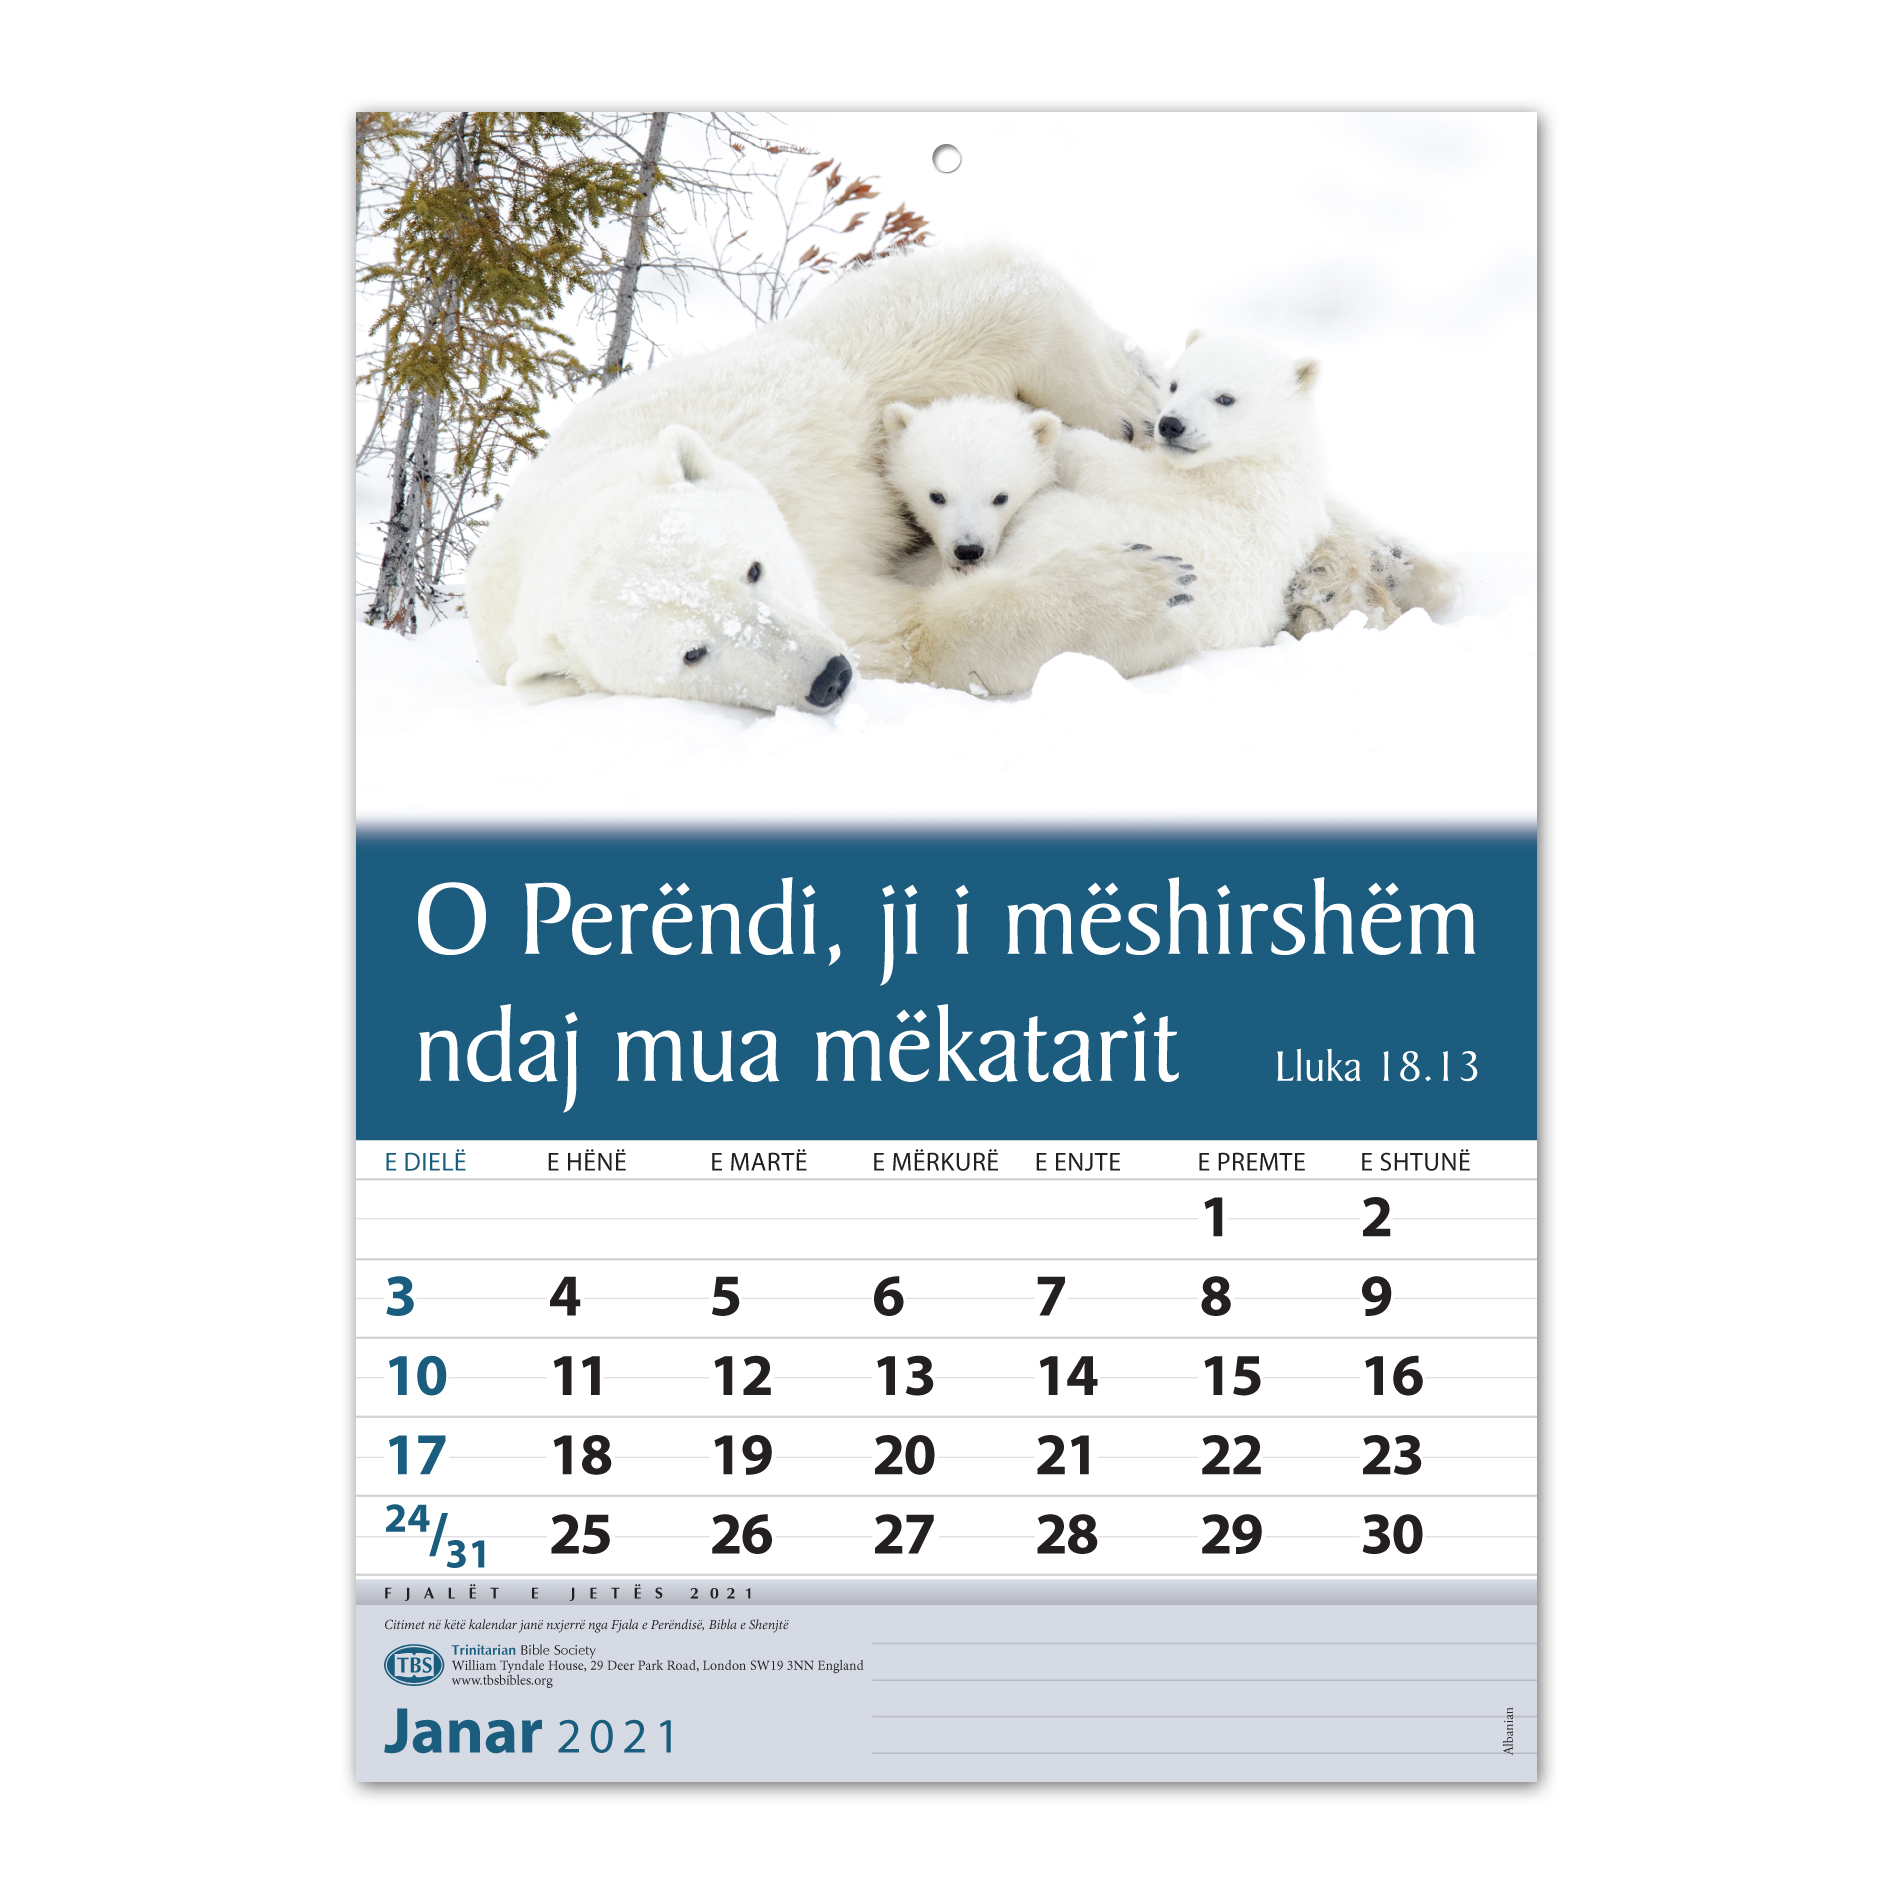 O Perëndi, ji i mëshirshëm
ndaj mua mëkatarit Lluka 18.13
E DIELË E HËNË E MARTË E MËRKURË E ENJTE E PREMTE E SHTUNË
1 2
3 4 5 6 7 8 9
10 11 12 13 14 15 16
17 18 19 20 21 22 23
24/31 25 26 27 28 29 30
FJALËT E JETËS 2021
Citimet në këtë kalendar janë nxjerrë nga Fjala e Perëndisë, Bibla e Shenjtë
TBS
Trinitarian Bible Society
William Tyndale House, 29 Deer Park Road, London SW19 3NN England
www.tbsbibles.org
Janar 2021
Albanian